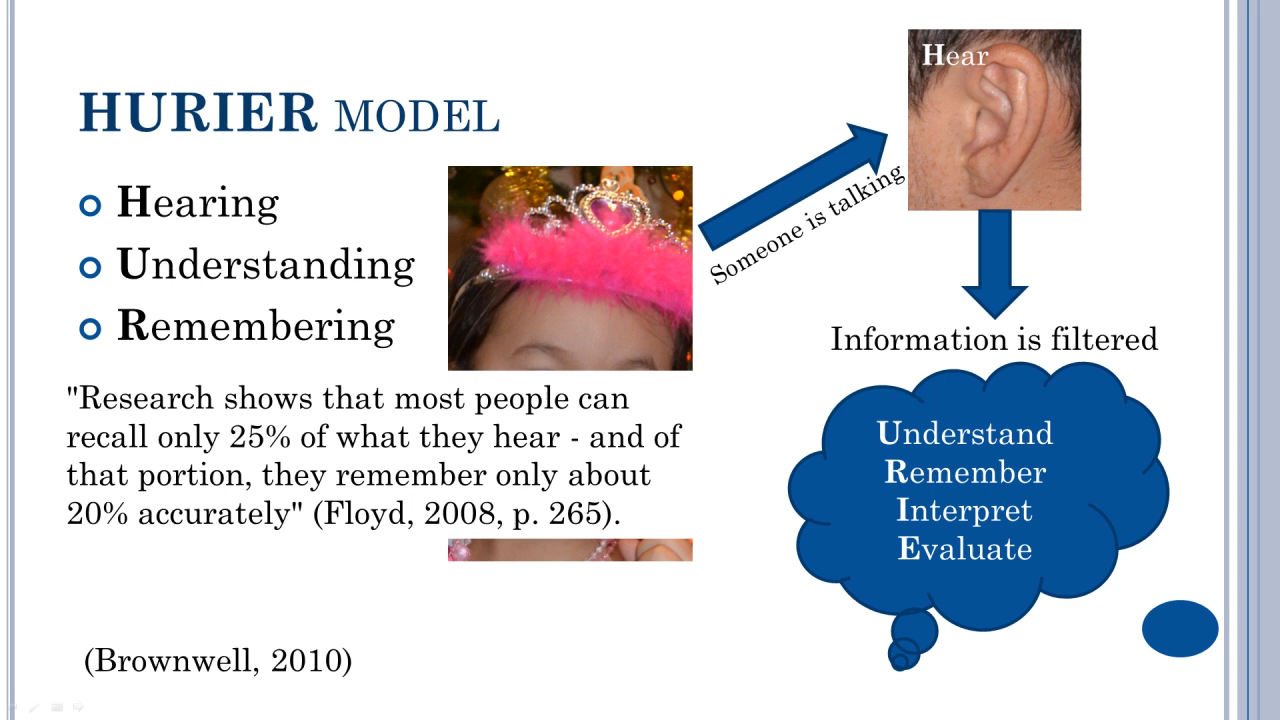 HURIER MODEL
Hearing
Understanding
Remembering
"Research shows that most people can
recall only 25% of what they hear - and of
that portion, they remember only about
20% accurately" (Floyd, 2008, p. 265).
(Brownwell, 2010)
Someone is talking
Hear
Information is filtered
Understand
Remember
Interpret
Evaluate